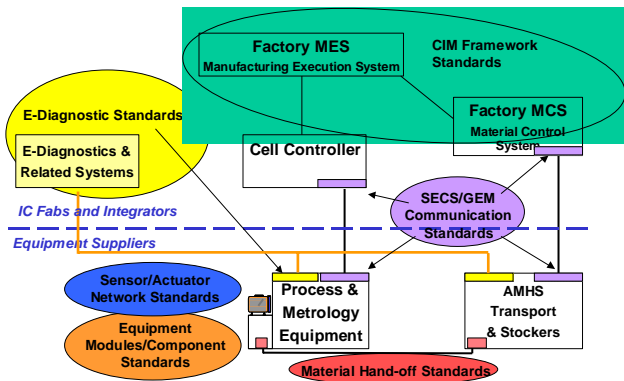 Factory MES
Manufacturing Execution System
CIM Framework
Standards
E-Diagnostic Standards
Factory MCS
Material Control
System
E-Diagnostics &
Related Systems
Cell Controller
SECS/GEM
Communication
Standards
IC Fabs and Integrators
Equipment Suppliers
Sensor/Actuator
Network Standards
Process &
Metrology
Equipment
AMHS
Transport
& Stockers
Equipment
Modules/Component
Standards
Material Hand-off Standards